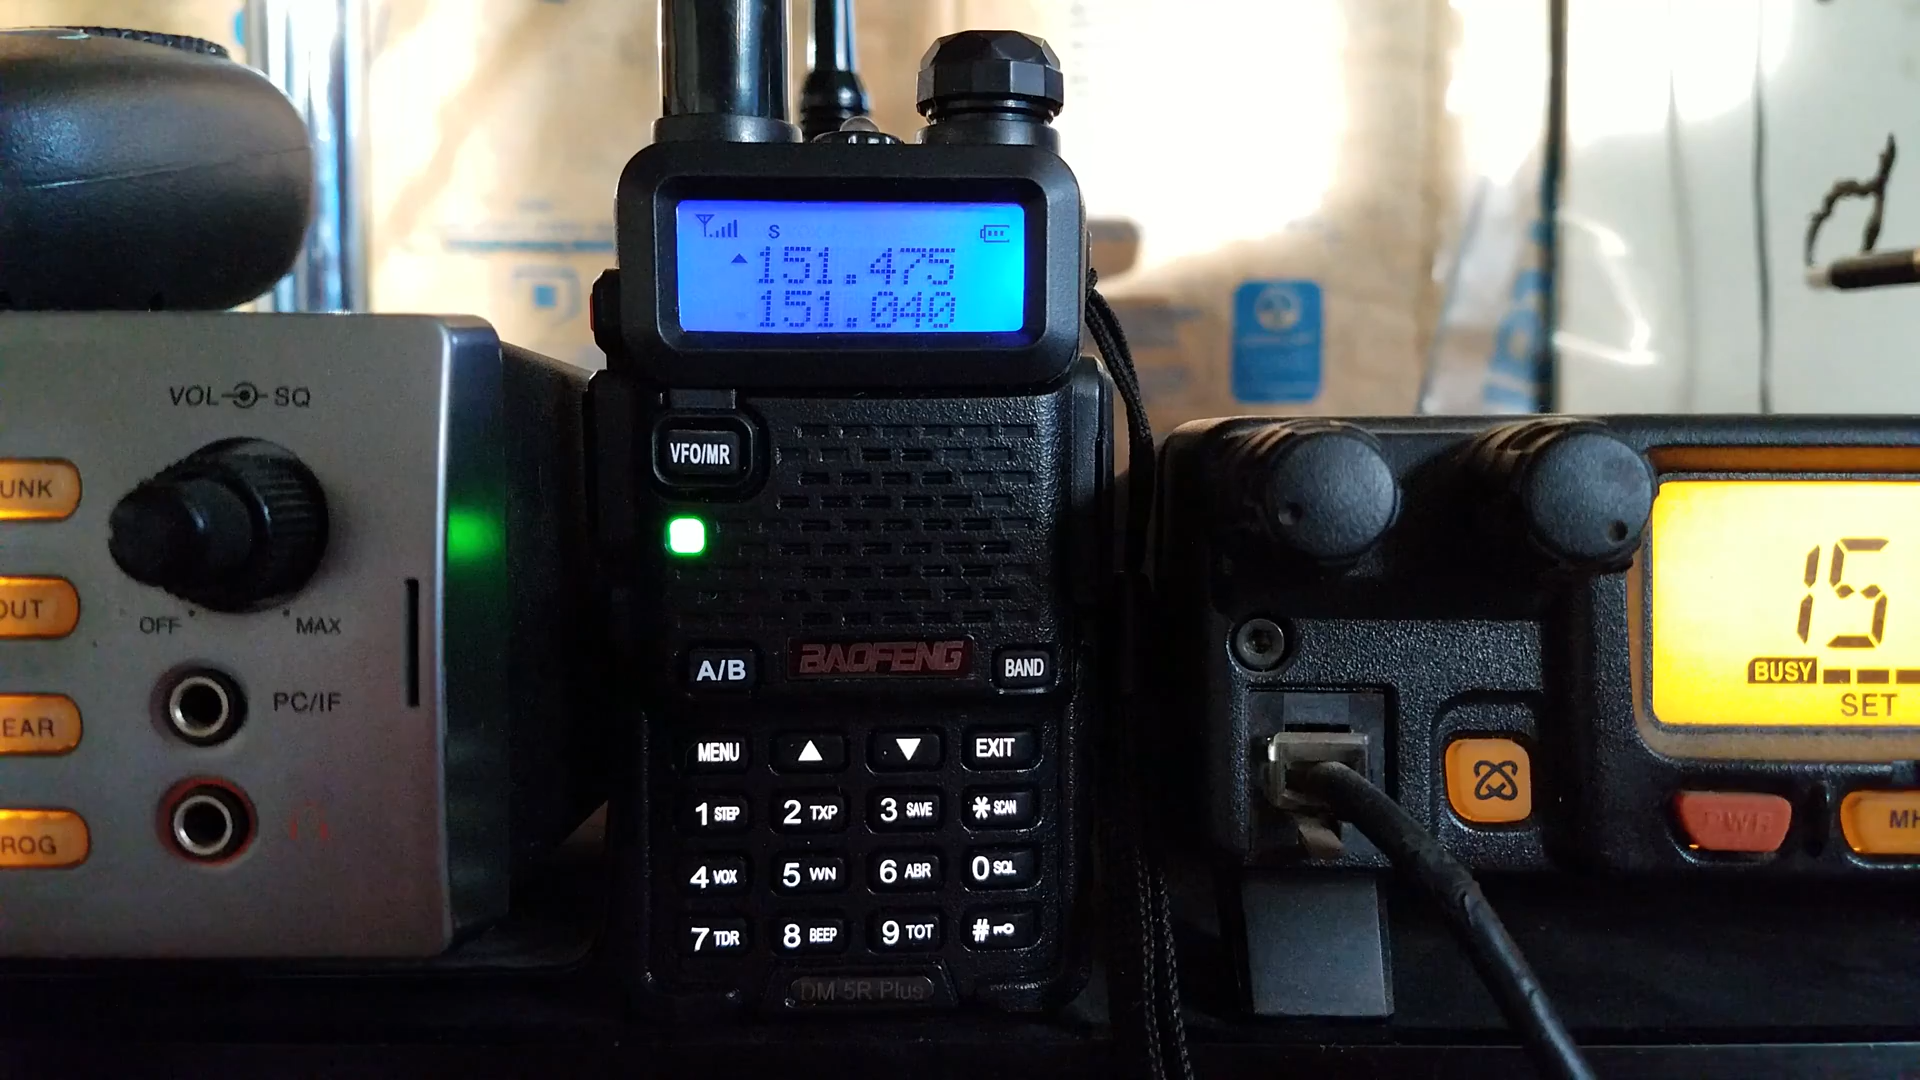 S
151.475
151.040
VFO/MR
A/B
BAOFENG
BAND
MENU
EXIT
1 STEP
2 TXP
3 SAVE
* SCAN
4 VOX
5 WN
6 ABR
0 SQL
7 TDR
8 BEEP
9 TOT
#
DM-5R Plus
VOL SQ
OFF MAX
UNK
OUT
PC/IF
EAR
ROG
15
BUSY
SET
PWR
MH